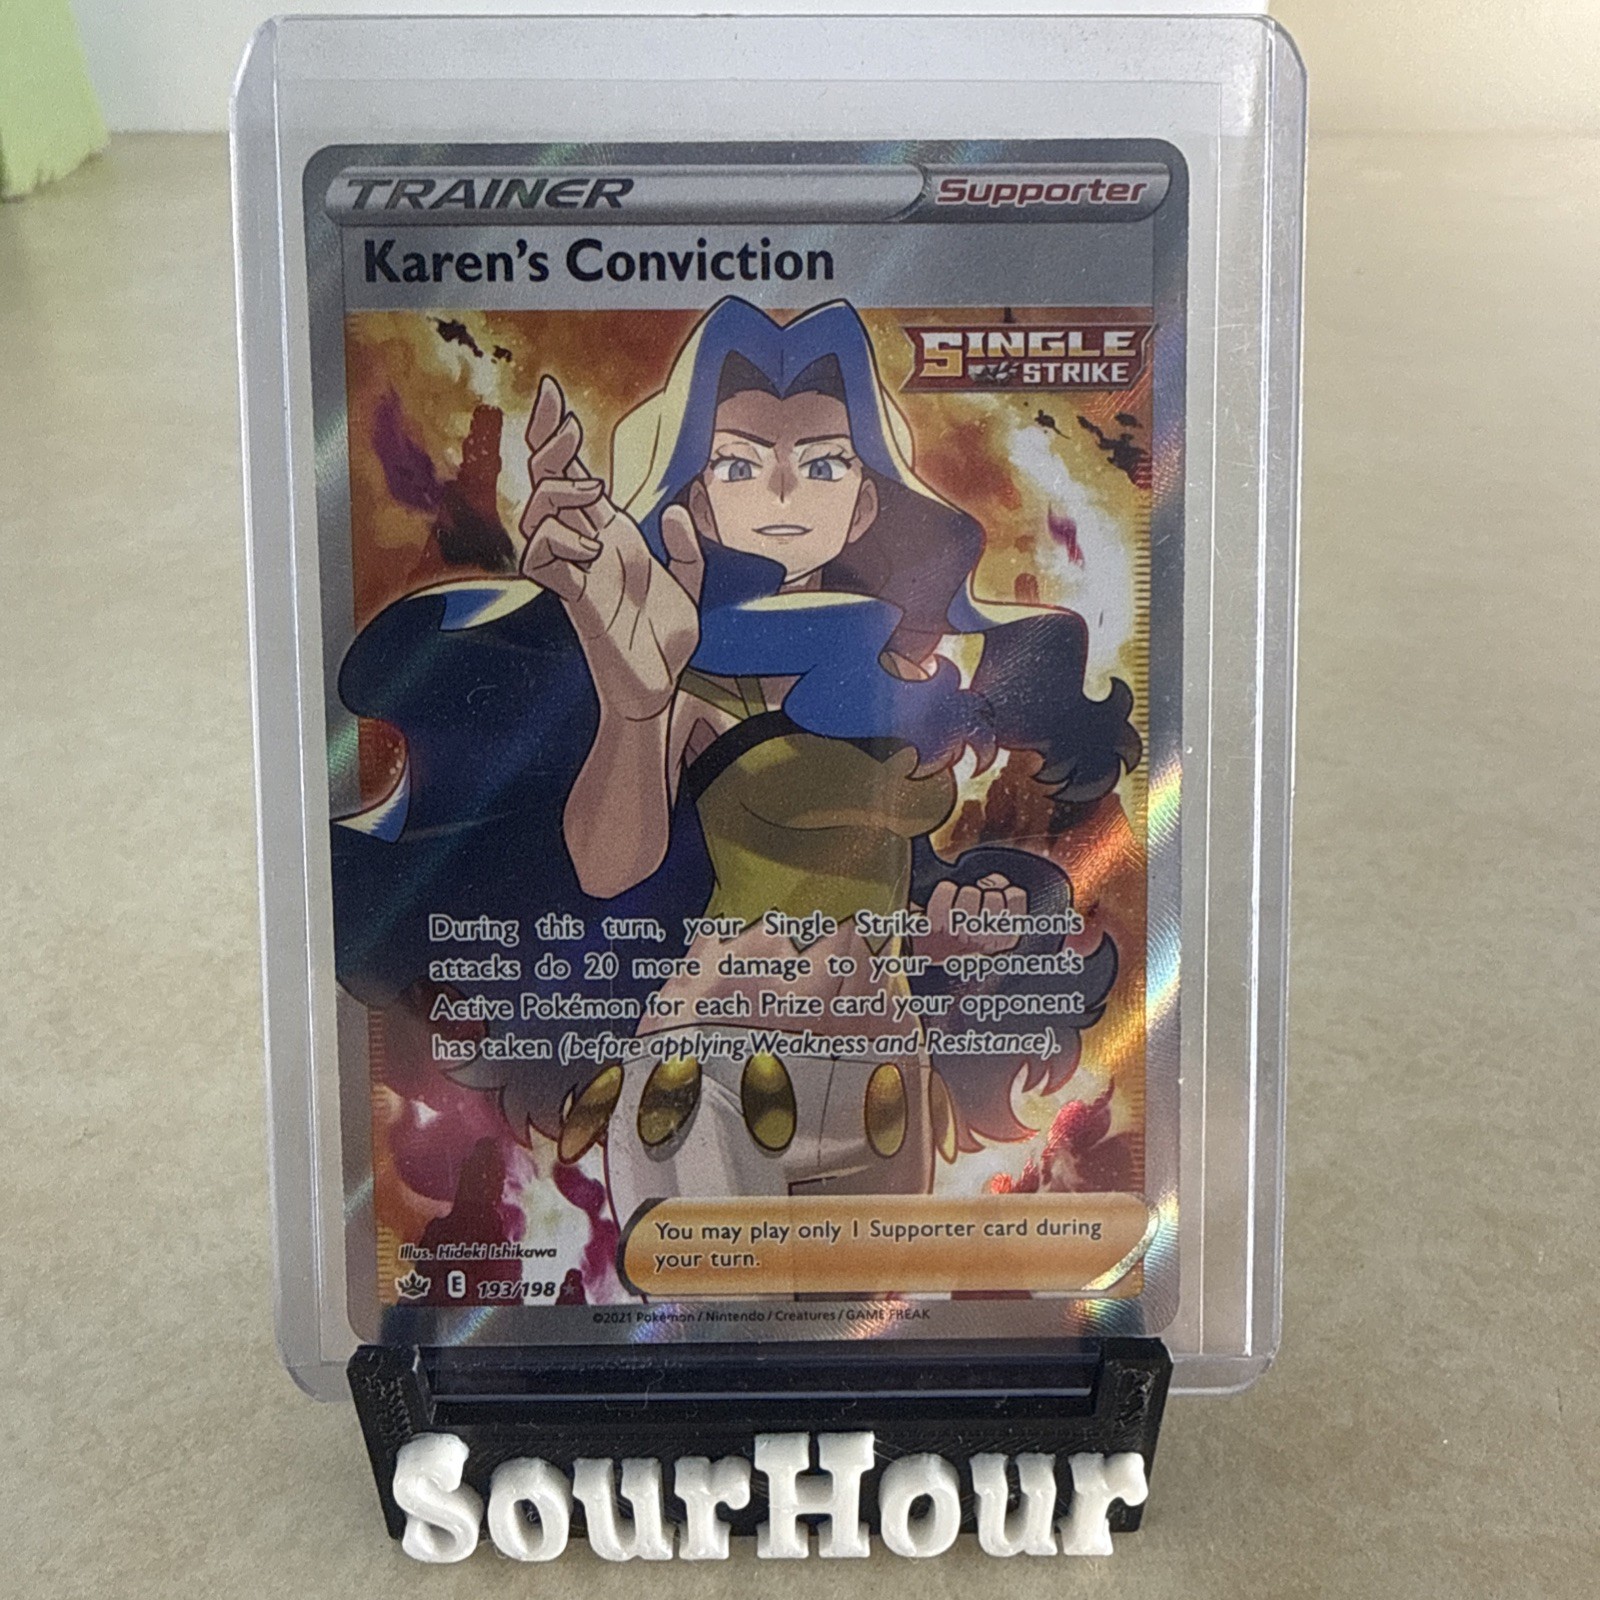 TRAINER Supporter
Karen's Conviction
SINGLE
STRIKE
During this turn, your Single Strike Pokémon's
attacks do 20 more damage to your opponent's
Active Pokémon for each Prize card your opponent
has taken (before applying Weakness and Resistance).
You may play only 1 Supporter card during
your turn.
Illus. Hideki Ishikawa
E 193/198
©2021 Pokémon / Nintendo / Creatures / GAME FREAK
SourHour